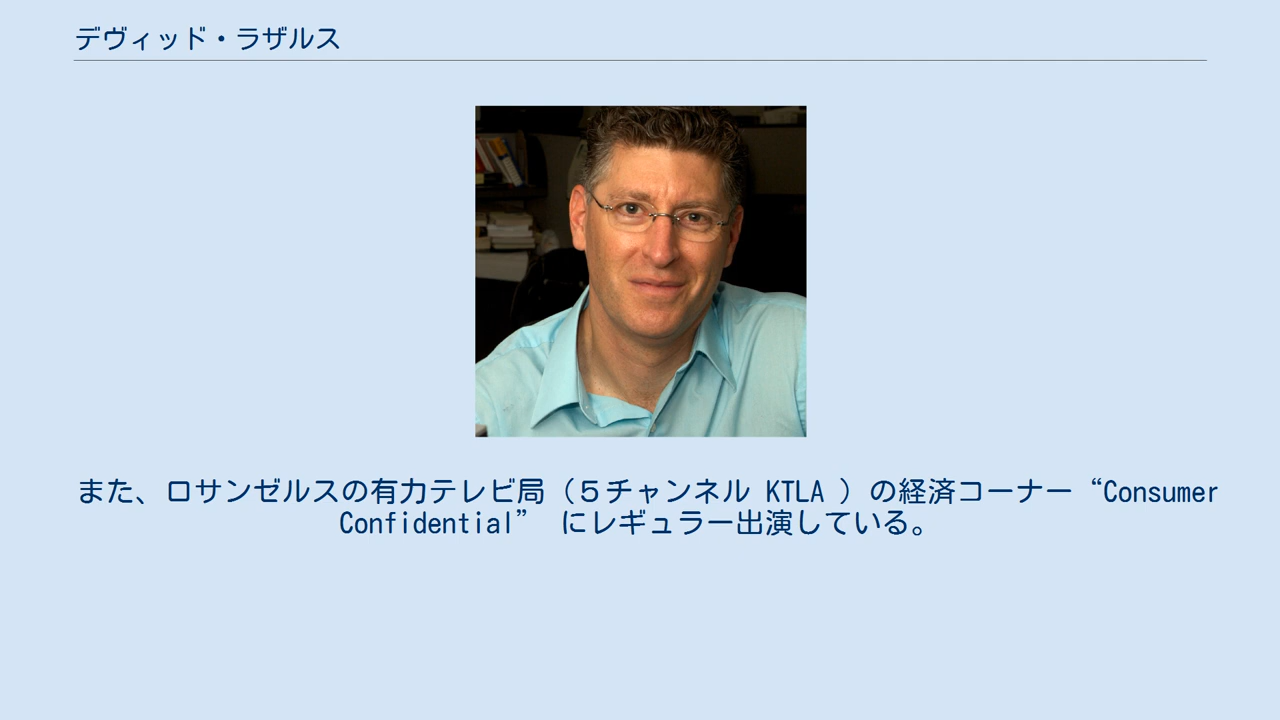 デヴィッド・ラザルス
また、ロサンゼルスの有力テレビ局（５チャンネル KTLA ）の経済コーナー“Consumer
Confidential” にレギュラー出演している。